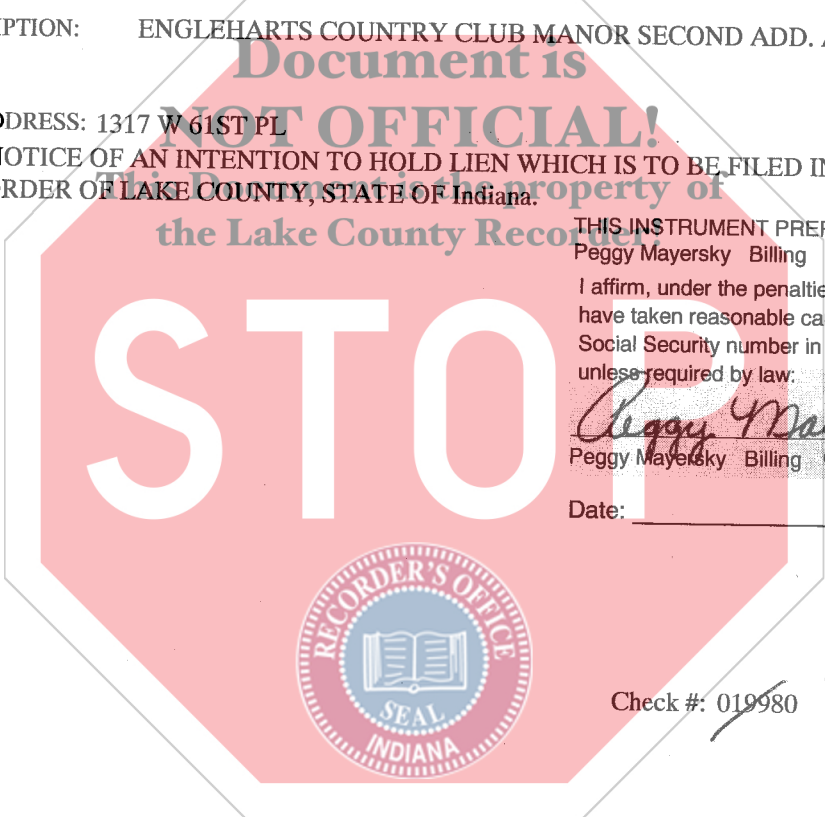 IPTION: ENGLEHARTS COUNTRY CLUB MANOR SECOND ADD. A
Document is
DDRESS: 1317 W 61ST PL
NOT OFFICIAL!
NOTICE OF AN INTENTION TO HOLD LIEN WHICH IS TO BE FILED IN
This Document is the property of
ORDER OF LAKE COUNTY, STATE OF Indiana.
the Lake County Recorder!
THIS INSTRUMENT PREP
Peggy Mayersky Billing
I affirm, under the penaltie
have taken reasonable ca
Social Security number in
unless required by law:
STOP
Peggy Ma
Peggy Mayersky Billing
Date:
RECORDER'S OFFICE
SEAL
INDIANA
Check #: 019980